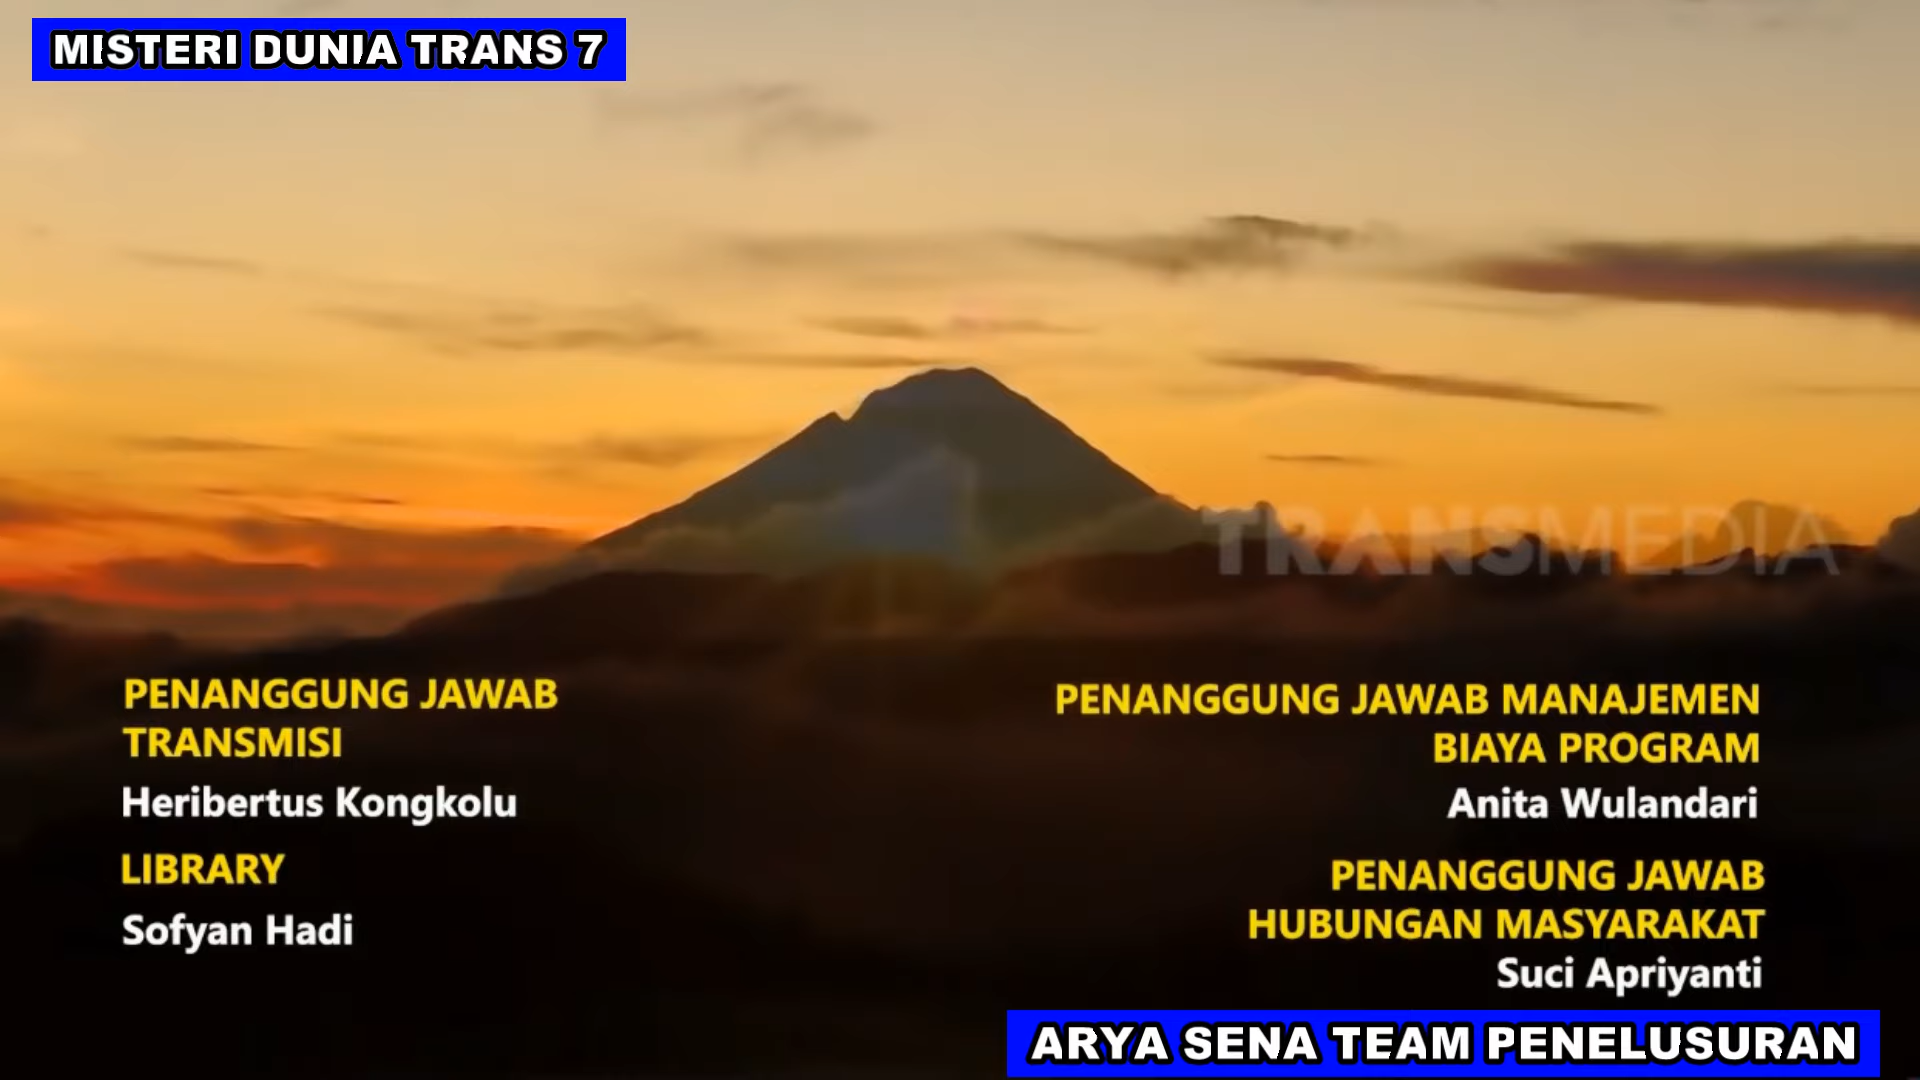 MISTERI DUNIA TRANS 7
TRANSMEDIA
PENANGGUNG JAWAB
TRANSMISI
Heribertus Kongkolu
LIBRARY
Sofyan Hadi
PENANGGUNG JAWAB MANAJEMEN
BIAYA PROGRAM
Anita Wulandari
PENANGGUNG JAWAB
HUBUNGAN MASYARAKAT
Suci Apriyanti
ARYA SENA TEAM PENELUSURAN